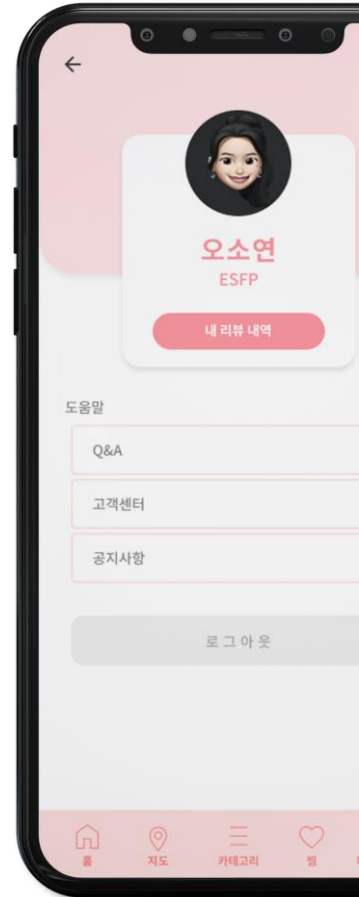 오소연
ESFP
내 리뷰 내역
도움말
Q&A
고객센터
공지사항
로그아웃
홈 지도 카테고리 찜